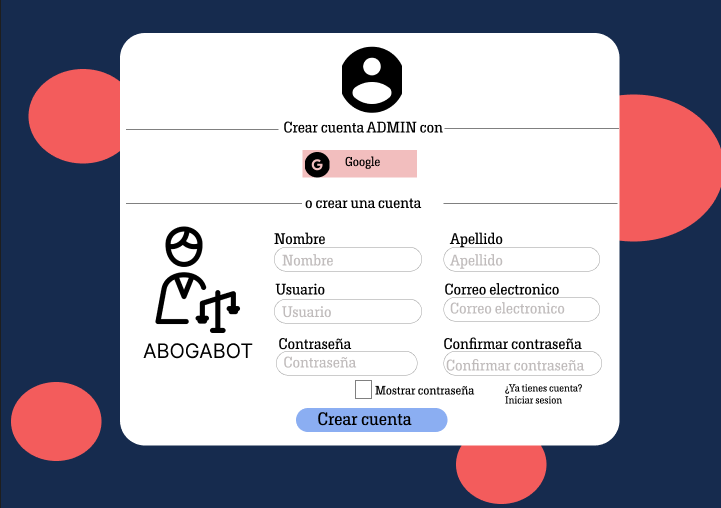 Crear cuenta ADMIN con
G Google
o crear una cuenta
Nombre Apellido
Nombre Apellido
Usuario Correo electronico
Usuario Correo electronico
Contraseña Confirmar contraseña
Contraseña Confirmar contraseña
ABOGABOT
Mostrar contraseña
¿Ya tienes cuenta?
Iniciar sesion
Crear cuenta